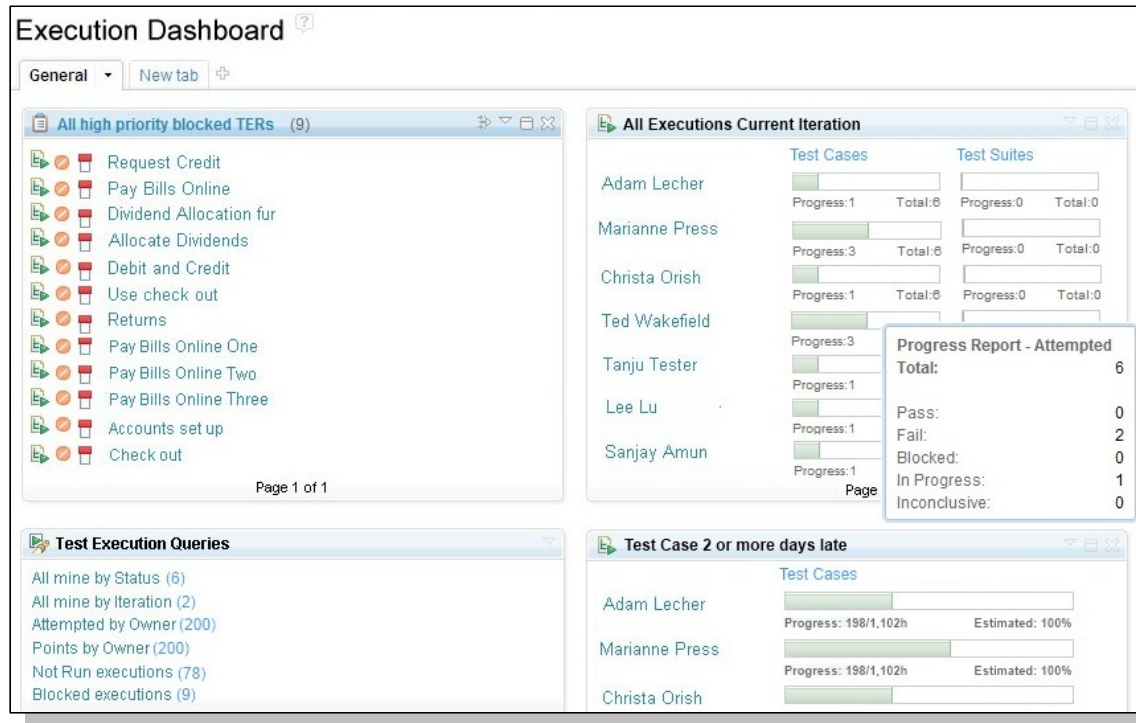 Execution Dashboard ?
General New tab
All high priority blocked TERs (9)
Request Credit
Pay Bills Online
Dividend Allocation fur
Allocate Dividends
Debit and Credit
Use check out
Returns
Pay Bills Online One
Pay Bills Online Two
Pay Bills Online Three
Accounts set up
Check out
Page 1 of 1
All Executions Current Iteration
Test Cases Test Suites
Adam Lecher
Progress:1 Total:6 Progress:0 Total:0
Marianne Press
Progress:3 Total:6 Progress:0 Total:0
Christa Orish
Progress:1 Total:6 Progress:0 Total:0
Ted Wakefield
Progress:3
Tanju Tester
Progress:1
Lee Lu
Progress:1
Sanjay Amun
Progress:1
Page
Progress Report - Attempted
Total: 6
Pass: 0
Fail: 2
Blocked: 0
In Progress: 1
Inconclusive: 0
Test Execution Queries
All mine by Status (6)
All mine by Iteration (2)
Attempted by Owner (200)
Points by Owner (200)
Not Run executions (78)
Blocked executions (9)
Test Case 2 or more days late
Test Cases
Adam Lecher
Progress: 198/1,102h Estimated: 100%
Marianne Press
Progress: 198/1,102h Estimated: 100%
Christa Orish